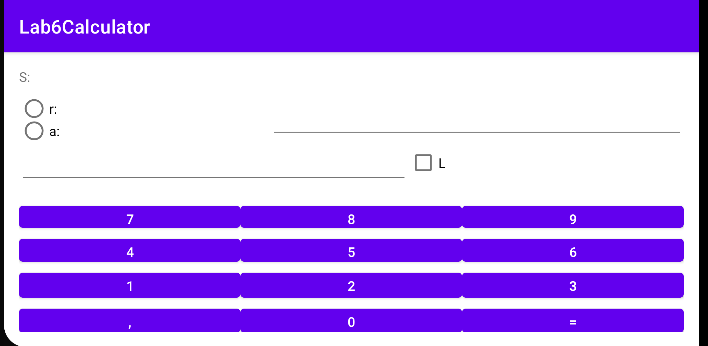 Lab6Calculator
S:
r:
a:
L
7 8 9
4 5 6
1 2 3
, 0 =